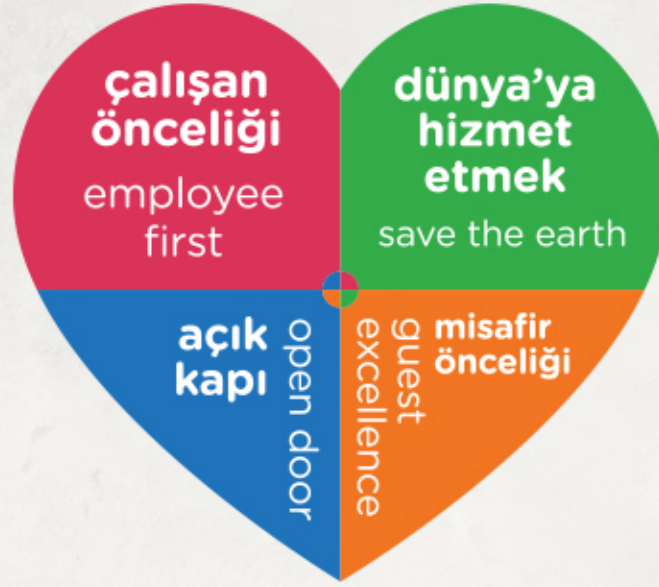 çalışan
önceliği
employee
first
dünya’ya
hizmet
etmek
save the earth
açık
kapı
open door
guest
excellence
misafir
önceliği